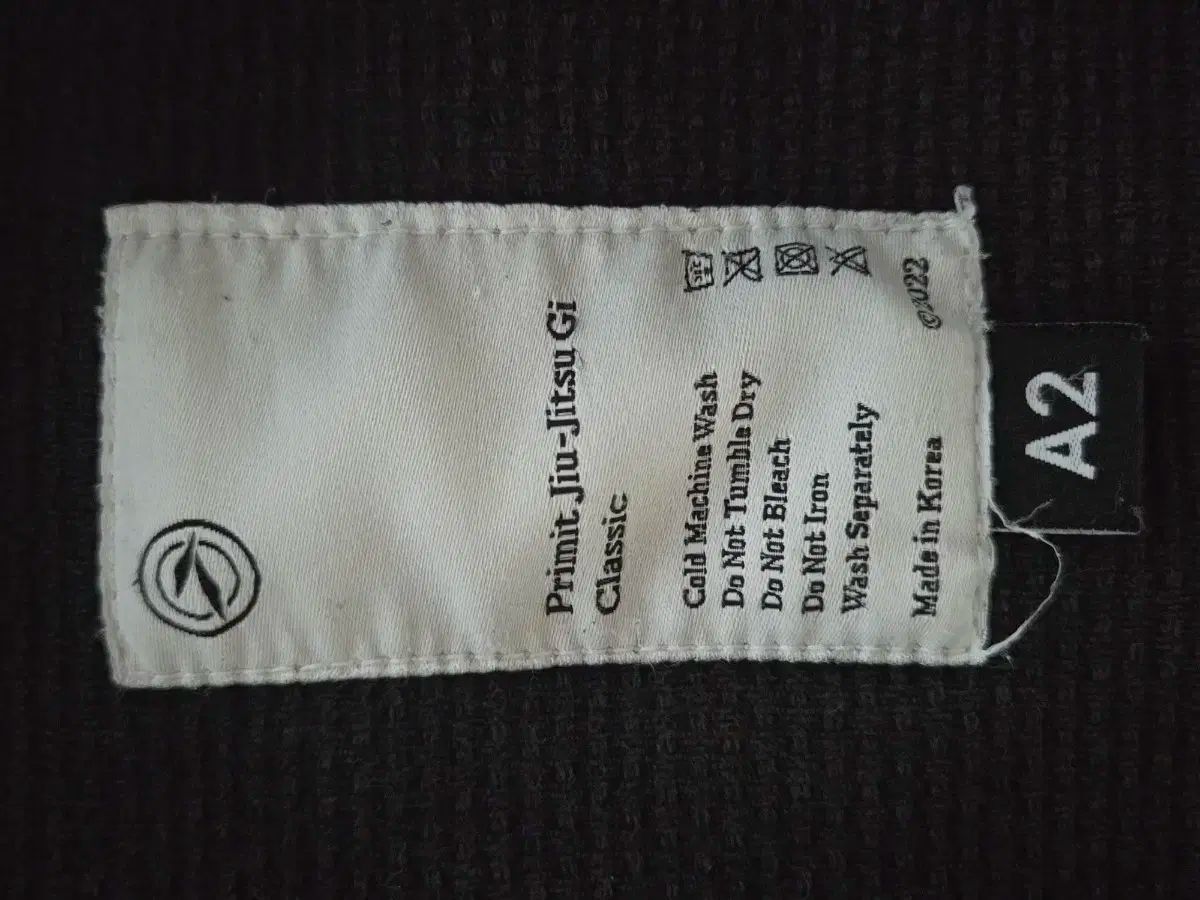 Primit Jiu-Jitsu Gi
Classic
Cold Machine Wash
Do Not Tumble Dry
Do Not Bleach
Do Not Iron
Wash Separately
Made in Korea
©2022
A2